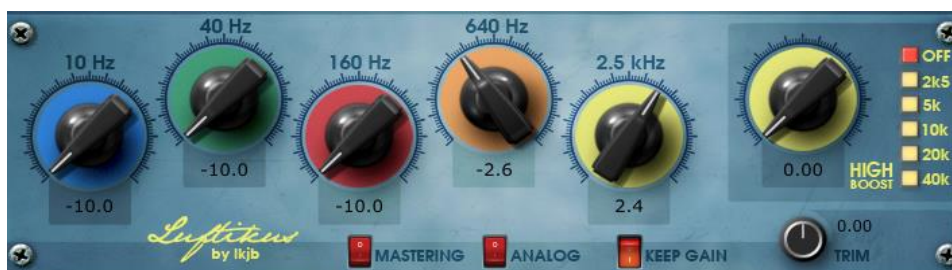 10 Hz
40 Hz
160 Hz
640 Hz
2.5 kHz
-10.0
-10.0
-10.0
-2.6
2.4
0.00
HIGH
BOOST
OFF
2k5
5k
10k
20k
40k
Luftikus
by lkjb
MASTERING
ANALOG
KEEP GAIN
0.00
TRIM